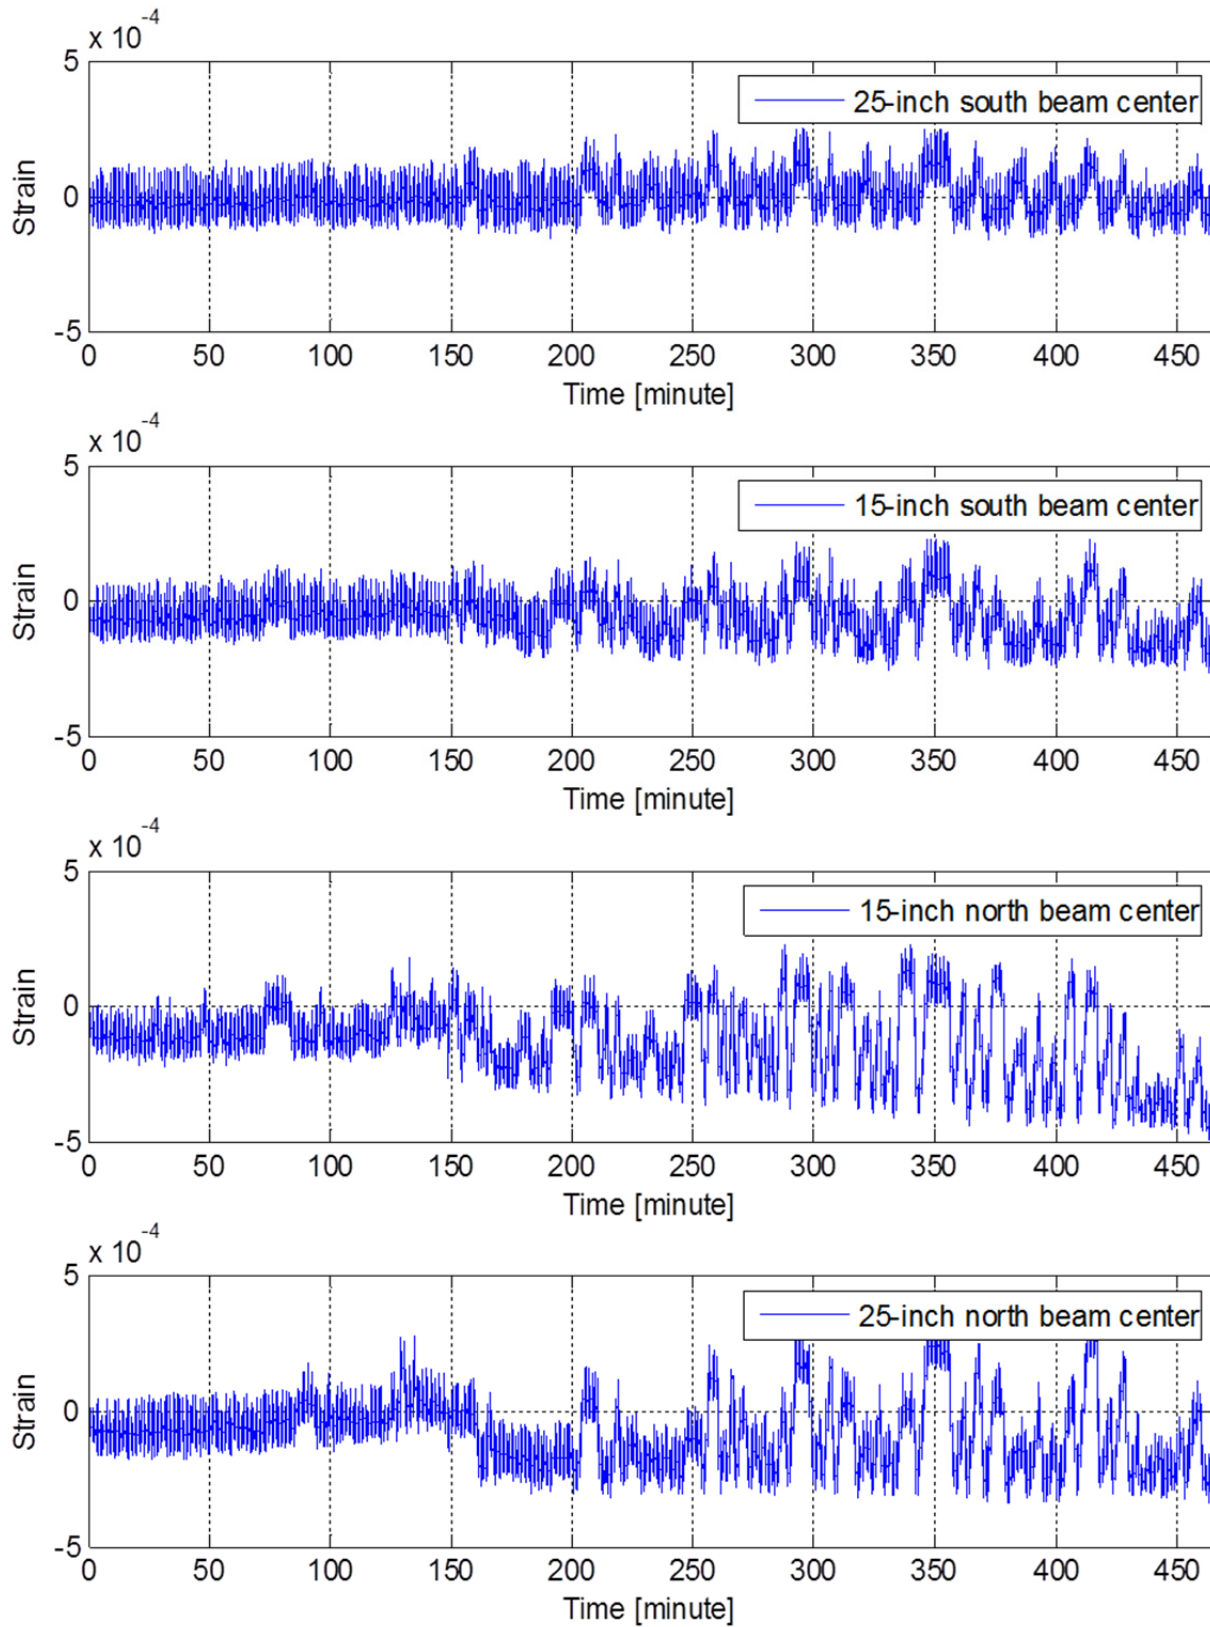 x 10^-4
5
25-inch south beam center
Strain
0
-5
0 50 100 150 200 250 300 350 400 450
Time [minute]
x 10^-4
5
15-inch south beam center
Strain
0
-5
0 50 100 150 200 250 300 350 400 450
Time [minute]
x 10^-4
5
15-inch north beam center
Strain
0
-5
0 50 100 150 200 250 300 350 400 450
Time [minute]
x 10^-4
5
25-inch north beam center
Strain
0
-5
0 50 100 150 200 250 300 350 400 450
Time [minute]